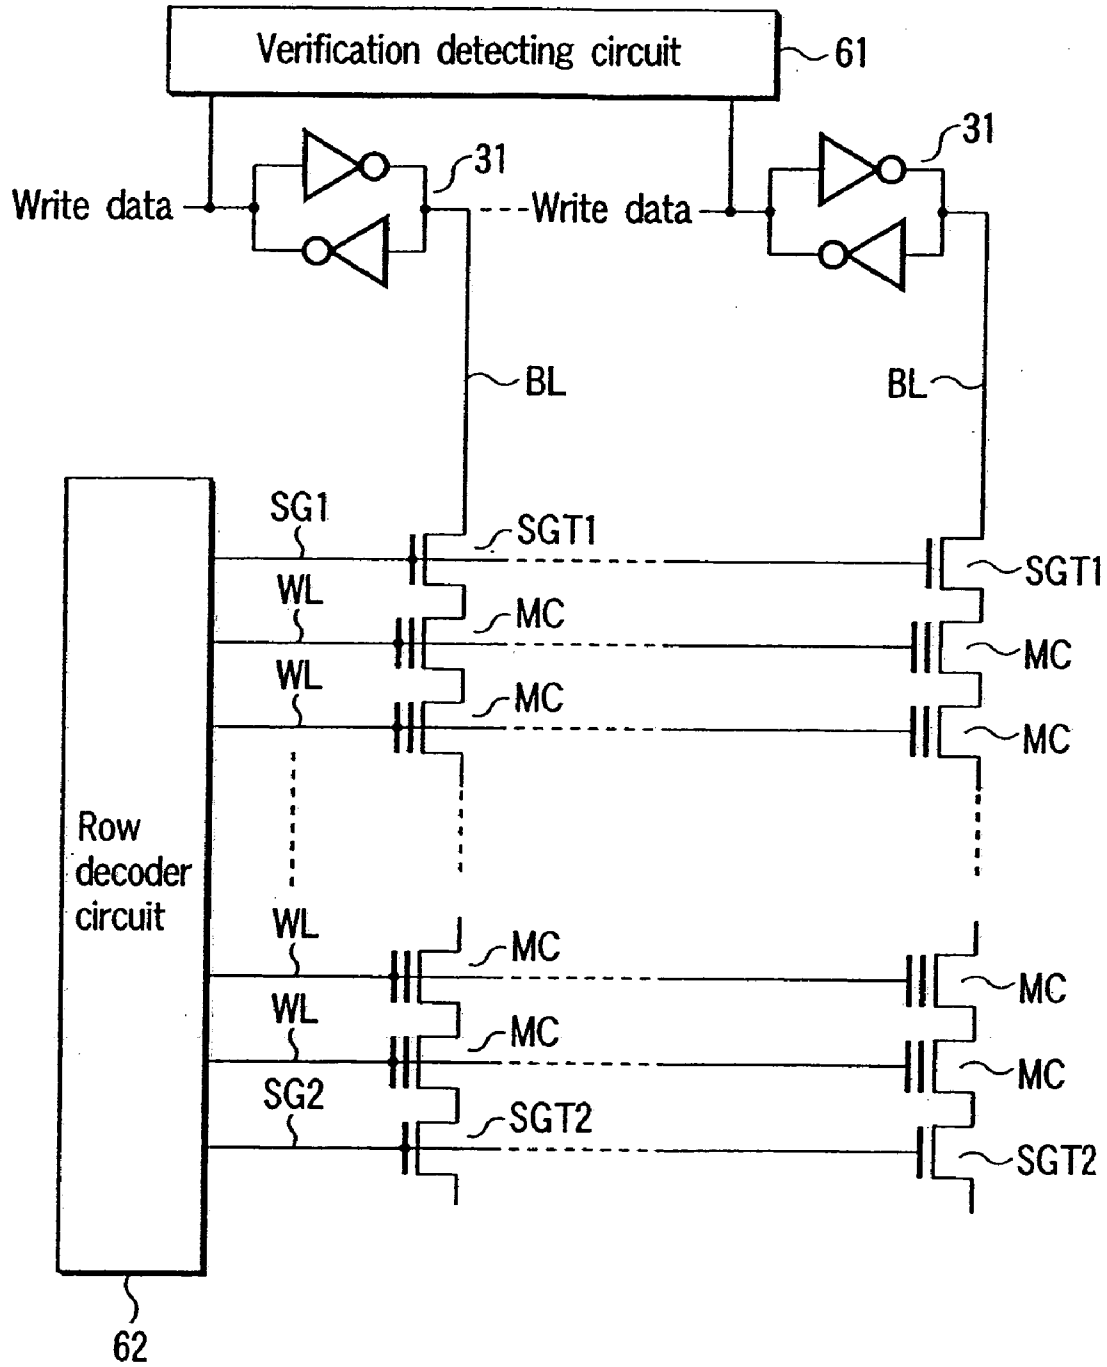 Verification detecting circuit
61
31
31
Write data
Write data
BL
BL
SG1
SGT1
SGT1
WL
MC
MC
WL
MC
MC
Row
decoder
circuit
WL
MC
MC
WL
MC
MC
SG2
SGT2
SGT2
62